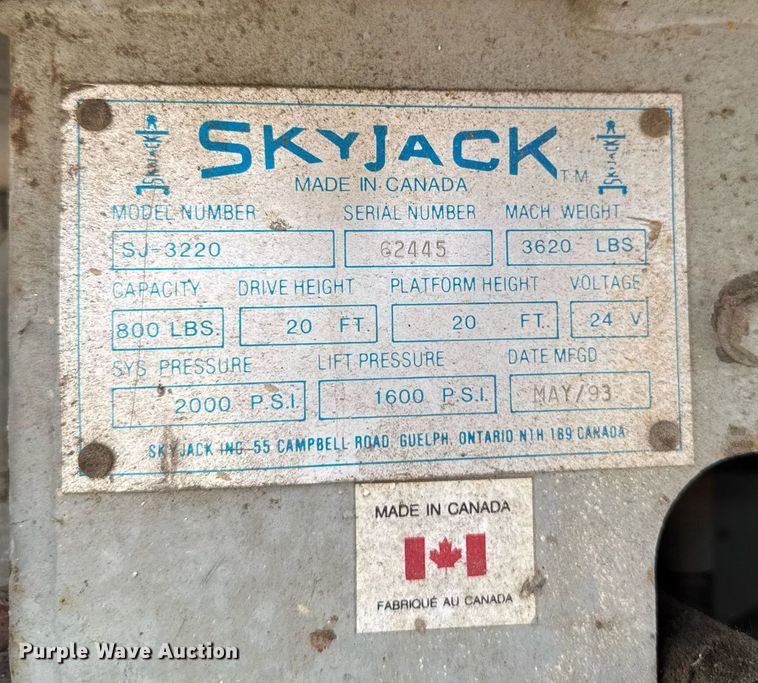 SKYJACK TM
MADE IN CANADA
MODEL NUMBER SERIAL NUMBER MACH WEIGHT
SJ-3220 62445 3620 LBS.
CAPACITY DRIVE HEIGHT PLATFORM HEIGHT VOLTAGE
800 LBS. 20 FT. 20 FT. 24 V
SYS PRESSURE LIFT PRESSURE DATE MFGD
2000 P.S.I. 1600 P.S.I. MAY/93
SKYJACK INC 55 CAMPBELL ROAD, GUELPH, ONTARIO N1H 1B9 CANADA
MADE IN CANADA
FABRIQUÉ AU CANADA
Purple Wave Auction